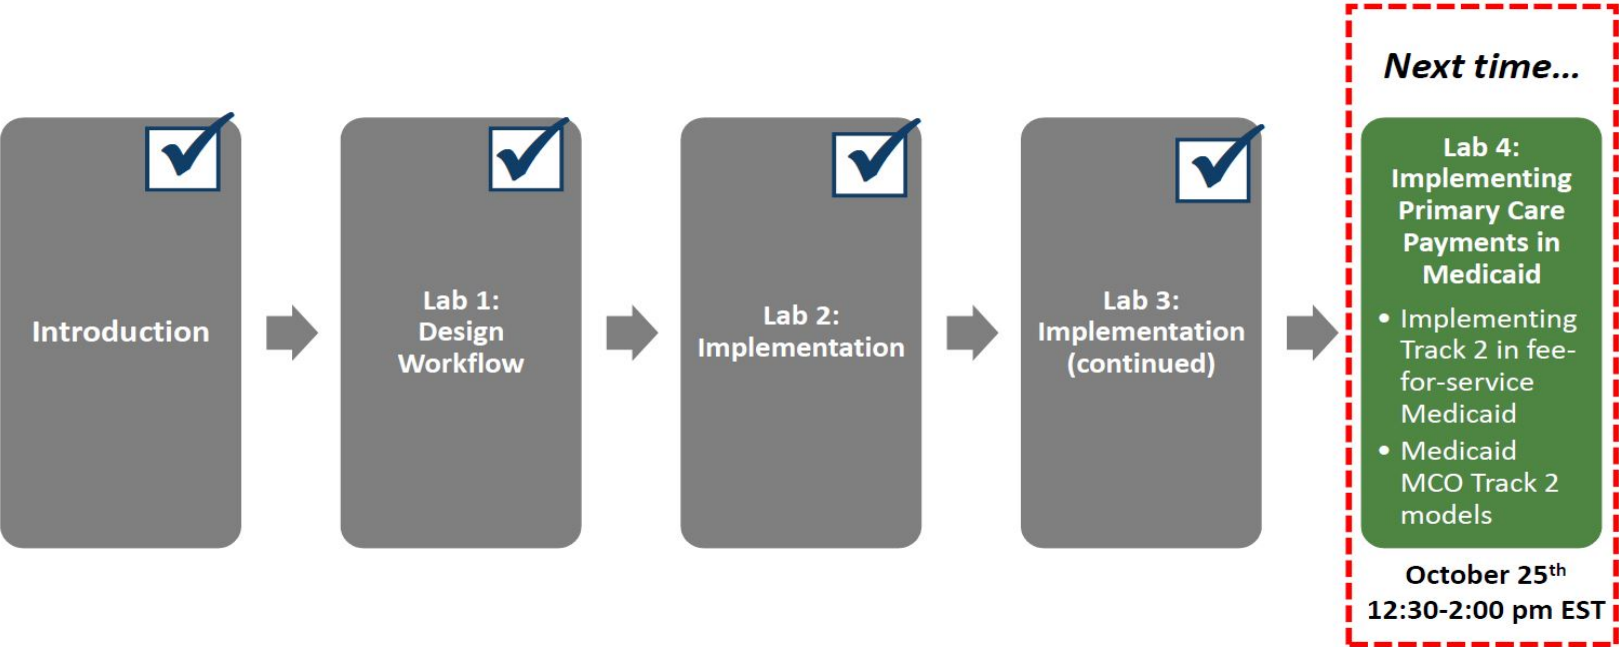 Introduction
Lab 1:
Design
Workflow
Lab 2:
Implementation
Lab 3:
Implementation
(continued)
Next time...
Lab 4:
Implementing
Primary Care
Payments in
Medicaid
• Implementing
Track 2 in fee-
for-service
Medicaid
• Medicaid
MCO Track 2
models
October 25th
12:30-2:00 pm EST